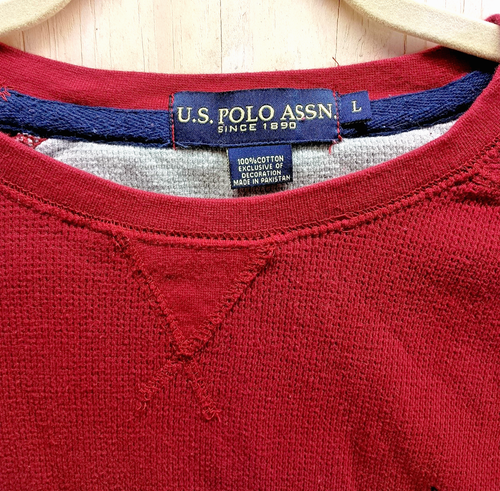 U.S. POLO ASSN.
SINCE 1890
L
100%COTTON
EXCLUSIVE OF
DECORATION
MADE IN PAKISTAN